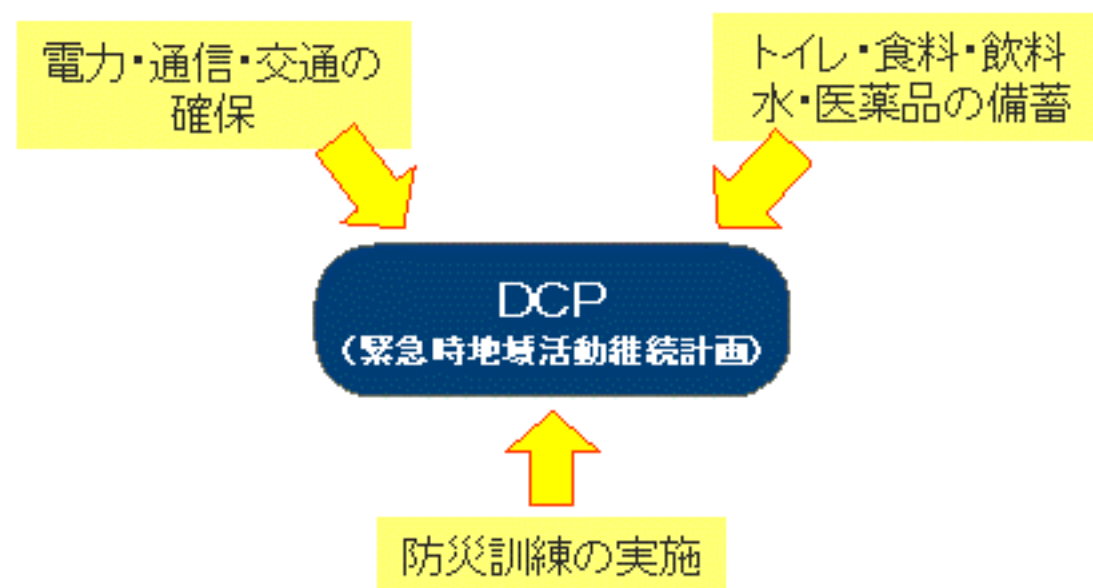 電力・通信・交通の
確保
トイレ・食料・飲料
水・医薬品の備蓄
DCP
(緊急時地域活動継続計画)
防災訓練の実施